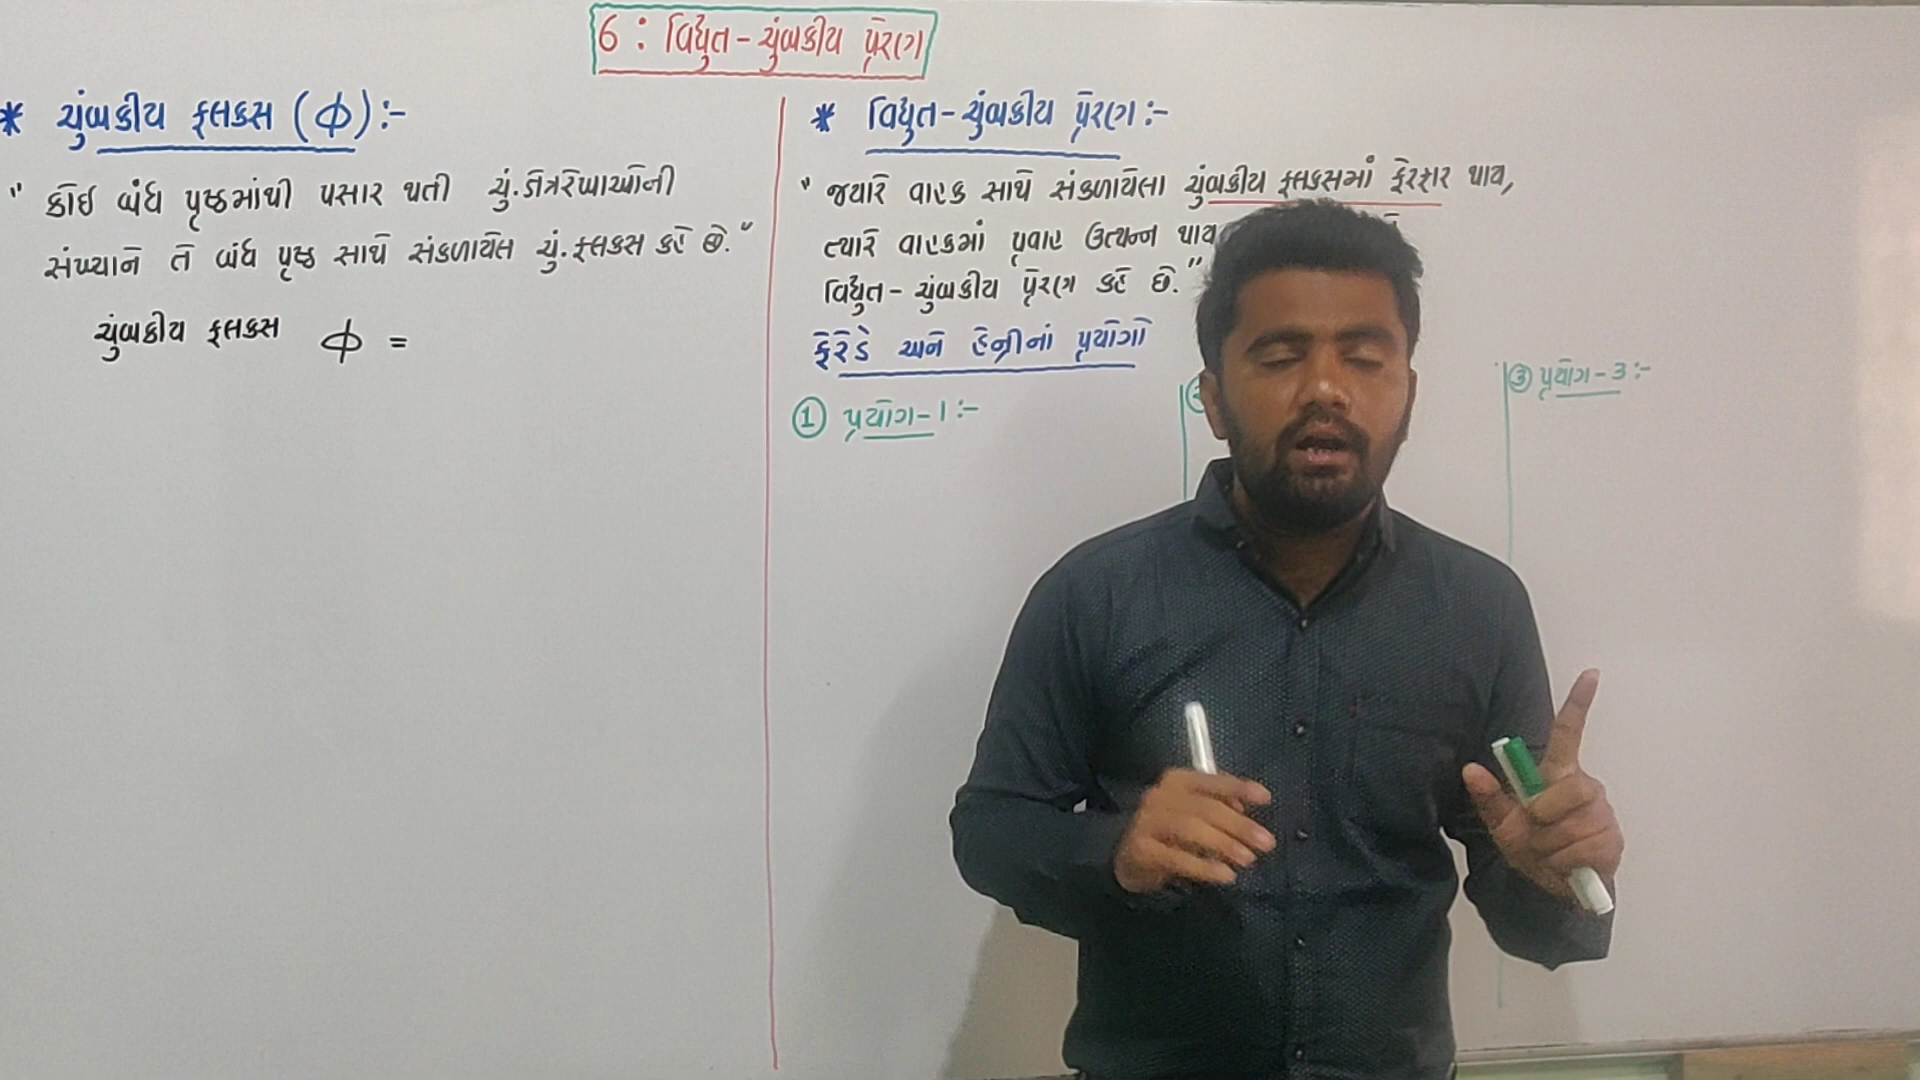 6 : વિદ્યુત - ચુંબકીય પ્રેરણ
* ચુંબકીય ફ્લક્સ (ф) :-
" કોઈ બંધ પૃષ્ઠમાંથી પસાર થતી ચું. ક્ષેત્રરેખાઓની
સંખ્યાને તે બંધ પૃષ્ઠ સાથે સંકળાયેલ ચું. ફ્લક્સ કહે છે. "
ચુંબકીય ફ્લક્સ ф =
* વિદ્યુત - ચુંબકીય પ્રેરણ :-
" જયારે વાહક સાથે સંકળાયેલા ચુંબકીય ફ્લક્સમાં ફેરફાર થાય,
ત્યારે વાહકમાં પ્રવાહ ઉત્પન્ન થાય
વિદ્યુત - ચુંબકીય પ્રેરણ કહે છે. "
ફેરેડે અને હેન્રીનાં પ્રયોગો
① પ્રયોગ - 1 :-
③ પ્રયોગ - 3 :-